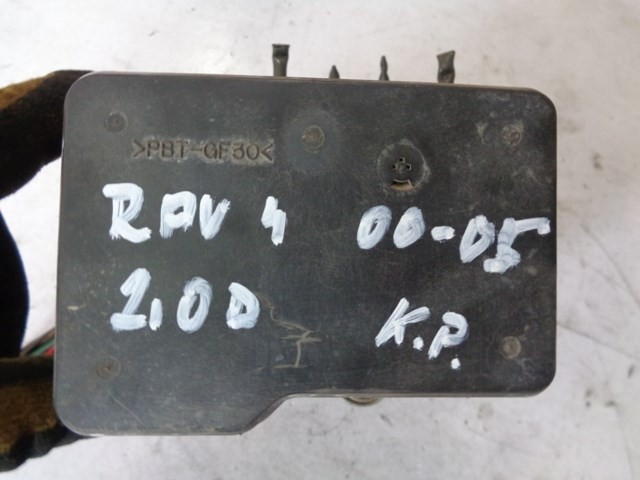 >PBT-GF30<
RAV 4 00-05
2.0D K.P.